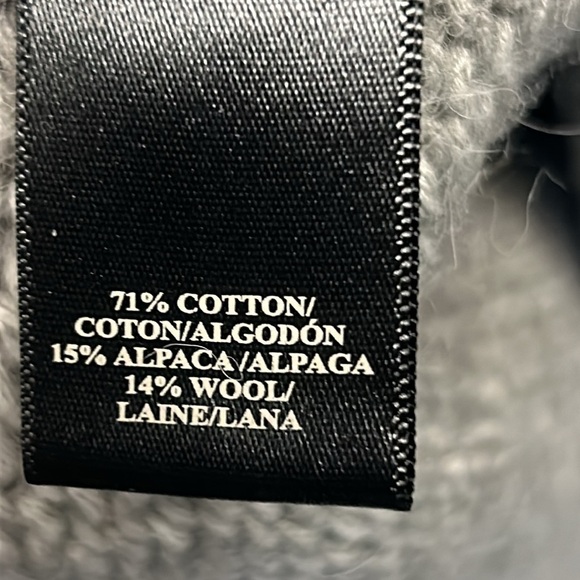 71% COTTON/
COTON/ALGODÓN
15% ALPACA/ALPAGA
14% WOOL/
LAINE/LANA